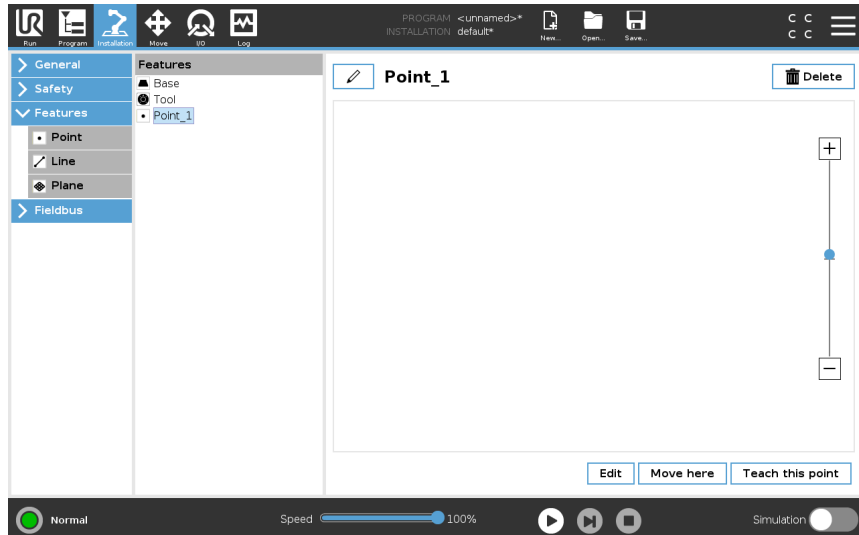 PROGRAM <unnamed>*
INSTALLATION default*
UR
Run Program Installation Move I/O Log
New... Open... Save...
C C
C C
General
Safety
Features
Point
Line
Plane
Fieldbus
Features
Base
Tool
Point_1
Point_1
Delete
+
−
Edit Move here Teach this point
Normal
Speed 100%
Simulation